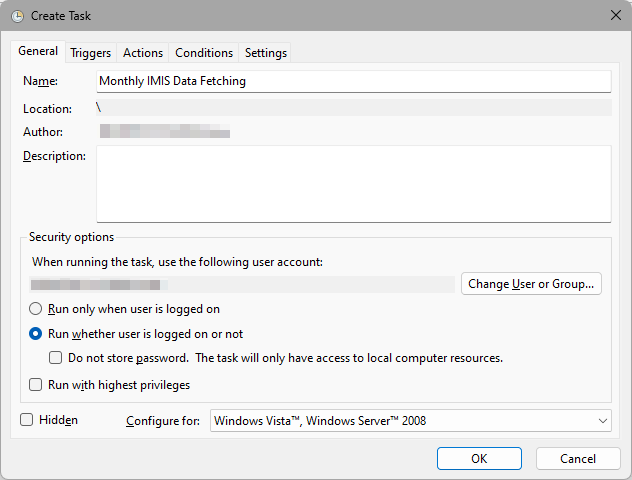 Create Task
General Triggers Actions Conditions Settings
Name: Monthly IMIS Data Fetching
Location: \
Author:
Description:
Security options
When running the task, use the following user account:
Change User or Group...
Run only when user is logged on
Run whether user is logged on or not
Do not store password. The task will only have access to local computer resources.
Run with highest privileges
Hidden Configure for: Windows Vista™, Windows Server™ 2008
OK Cancel